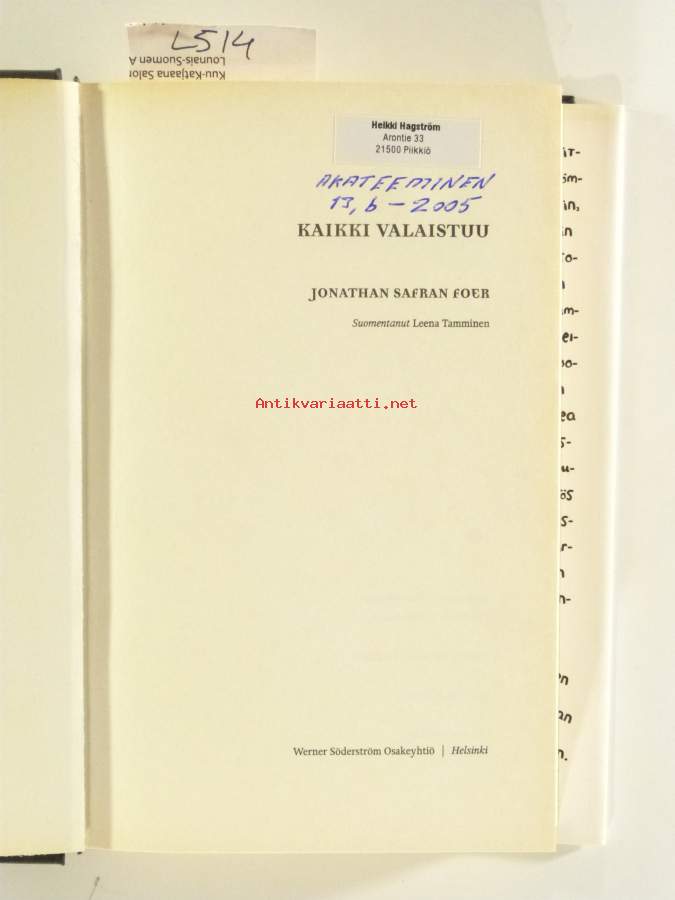 L514
Lounais-Suomen A
Kuu-Katjaana Salor
Heikki Hagström
Arontie 33
21500 Piikkiö
AKATEEMINEN
13,6-2005
KAIKKI VALAISTUU
JONATHAN SAFRAN FOER
Suomentanut Leena Tamminen
Antikvariaatti.net
Werner Söderström Osakeyhtiö | Helsinki